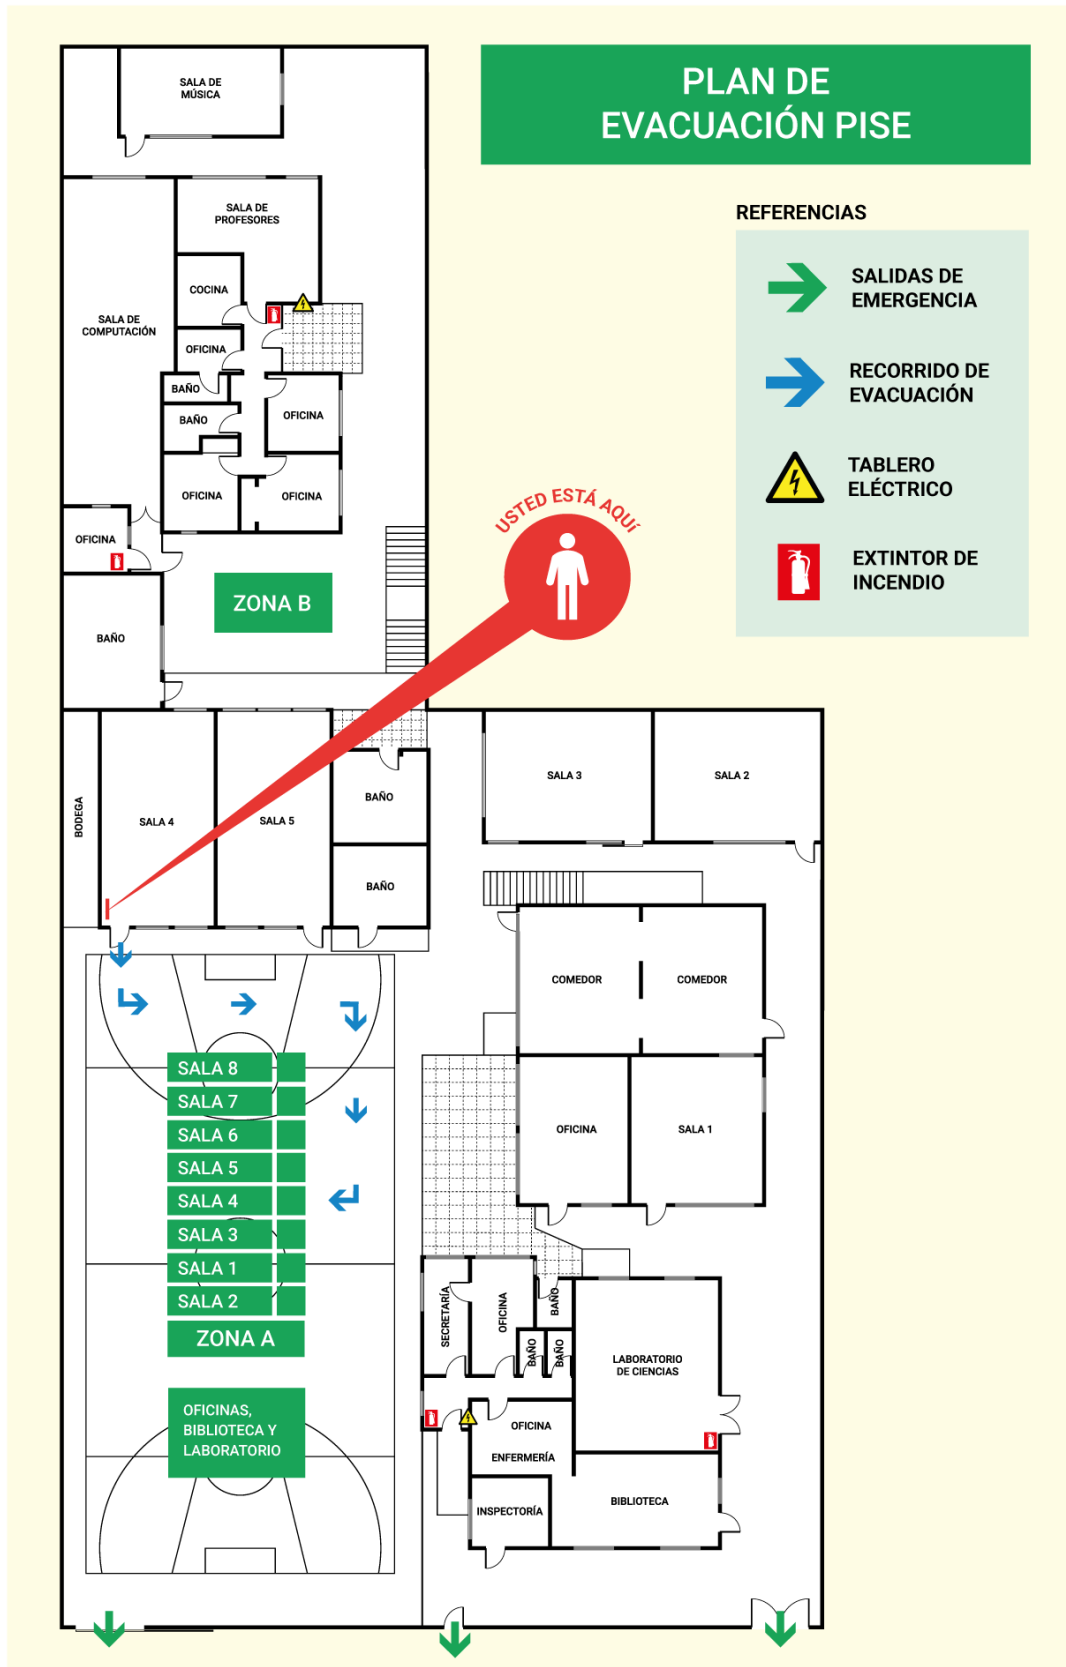 PLAN DE
EVACUACIÓN PISE
REFERENCIAS
SALIDAS DE
EMERGENCIA
RECORRIDO DE
EVACUACIÓN
TABLERO
ELÉCTRICO
EXTINTOR DE
INCENDIO
USTED ESTÁ AQUí
SALA DE
MÚSICA
SALA DE
PROFESORES
COCINA
SALA DE
COMPUTACIÓN
OFICINA
BAÑO
OFICINA
BAÑO
OFICINA
OFICINA
OFICINA
ZONA B
BAÑO
BODEGA
SALA 4
SALA 5
BAÑO
BAÑO
SALA 3
SALA 2
COMEDOR
COMEDOR
OFICINA
SALA 1
SALA 8
SALA 7
SALA 6
SALA 5
SALA 4
SALA 3
SALA 1
SALA 2
ZONA A
OFICINAS,
BIBLIOTECA Y
LABORATORIO
SECRETARÍA
OFICINA
BAÑO
BAÑO
BAÑO
LABORATORIO
DE CIENCIAS
OFICINA
ENFERMERÍA
INSPECTORÍA
BIBLIOTECA